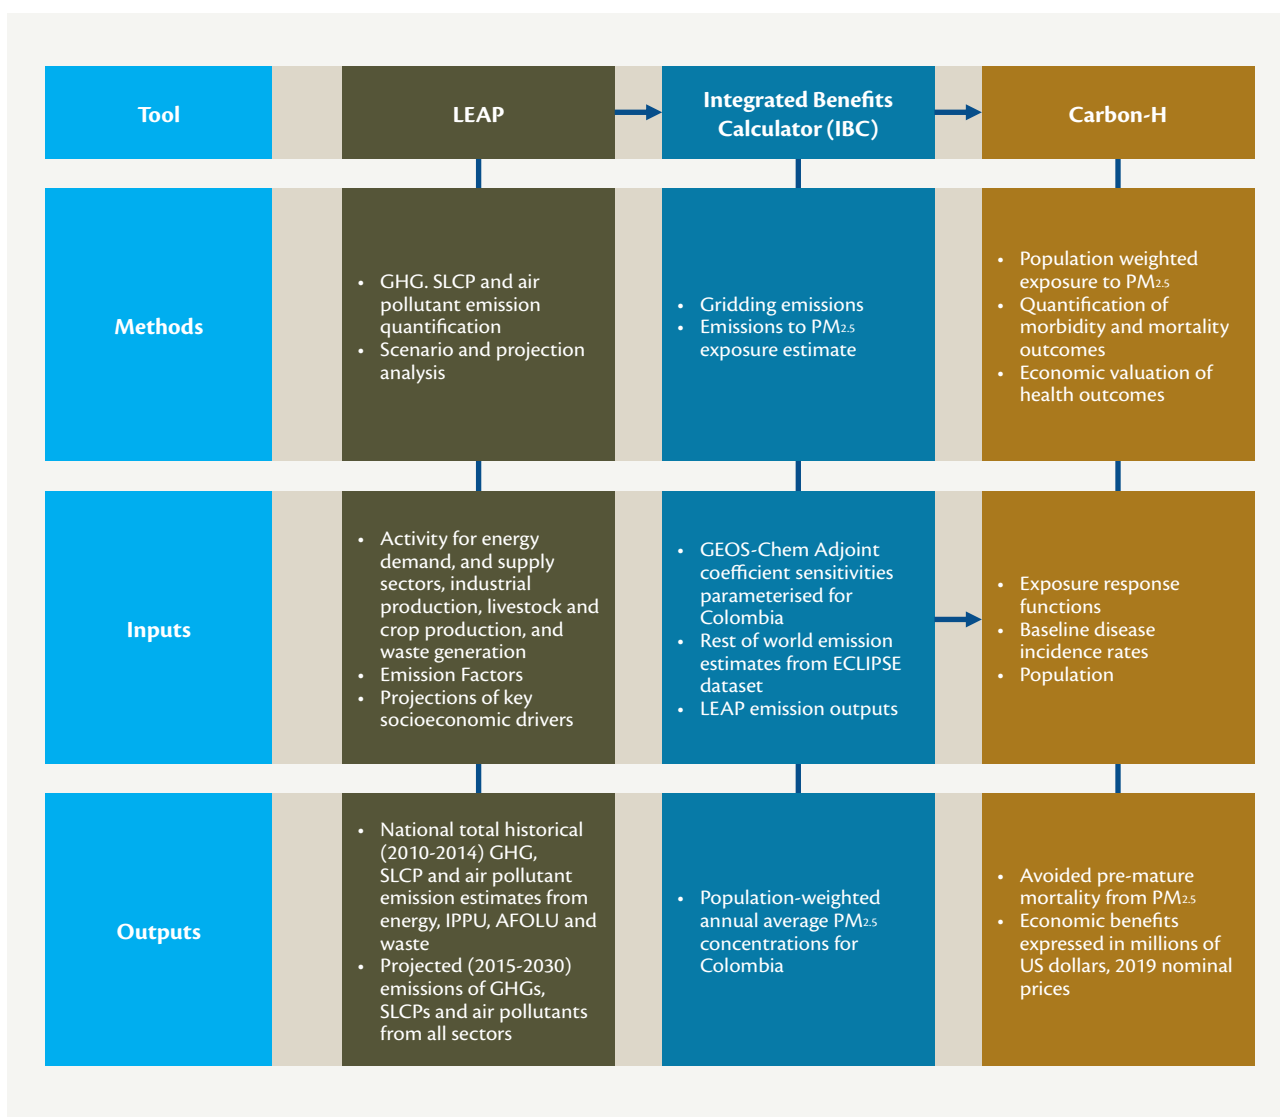 Tool
LEAP
Integrated Benefits
Calculator (IBC)
Carbon-H
Methods
• GHG. SLCP and air
pollutant emission
quantification
• Scenario and projection
analysis
• Gridding emissions
• Emissions to PM2.5
exposure estimate
• Population weighted
exposure to PM2.5
• Quantification of
morbidity and mortality
outcomes
• Economic valuation of
health outcomes
Inputs
• Activity for energy
demand, and supply
sectors, industrial
production, livestock and
crop production, and
waste generation
• Emission Factors
• Projections of key
socioeconomic drivers
• GEOS-Chem Adjoint
coefficient sensitivities
parameterised for
Colombia
• Rest of world emission
estimates from ECLIPSE
dataset
• LEAP emission outputs
• Exposure response
functions
• Baseline disease
incidence rates
• Population
Outputs
• National total historical
(2010-2014) GHG,
SLCP and air pollutant
emission estimates from
energy, IPPU, AFOLU and
waste
• Projected (2015-2030)
emissions of GHGs,
SLCPs and air pollutants
from all sectors
• Population-weighted
annual average PM2.5
concentrations for
Colombia
• Avoided pre-mature
mortality from PM2.5
• Economic benefits
expressed in millions of
US dollars, 2019 nominal
prices